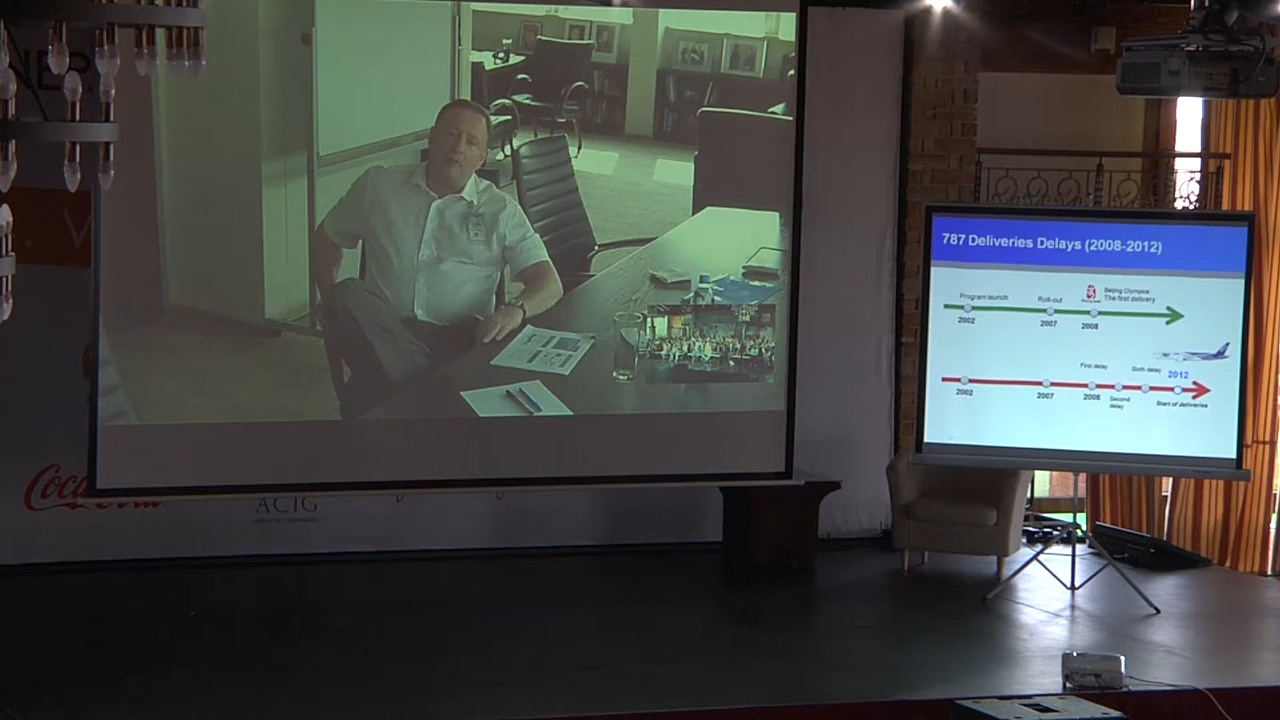 NER
V
Coca-Cola
ACIG
787 Deliveries Delays (2008-2012)
Program launch
Roll-out
Beijing Olympics:
The first delivery
2002
2007
2008
First delay
Sixth delay
2012
2002
2007
2008
Second
delay
Start of deliveries